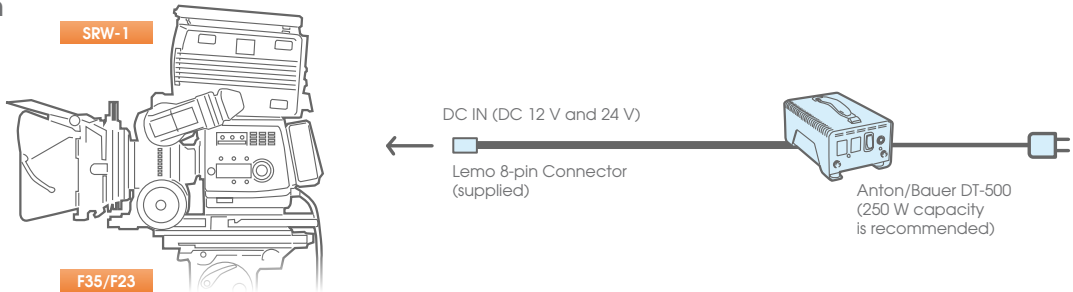 SRW-1
DC IN (DC 12 V and 24 V)
Lemo 8-pin Connector
(supplied)
Anton/Bauer DT-500
(250 W capacity
is recommended)
F35/F23